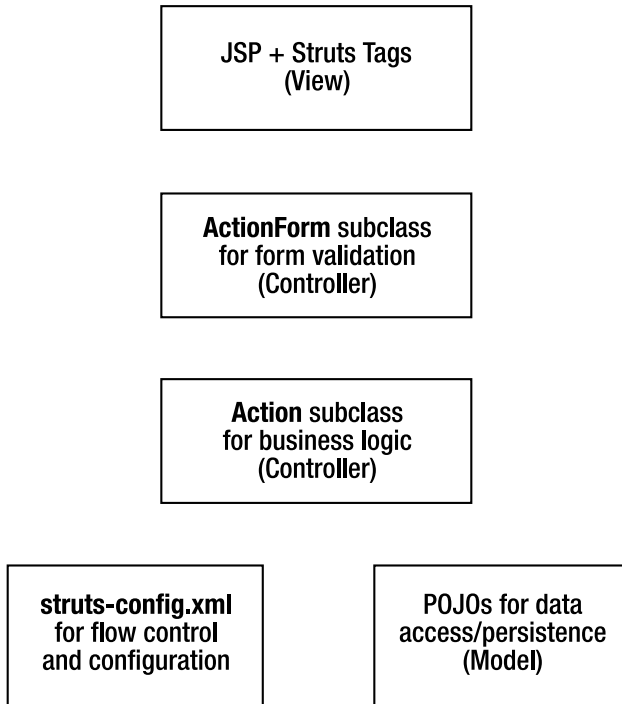 JSP + Struts Tags
(View)
ActionForm subclass
for form validation
(Controller)
Action subclass
for business logic
(Controller)
struts-config.xml
for flow control
and configuration
POJOs for data
access/persistence
(Model)